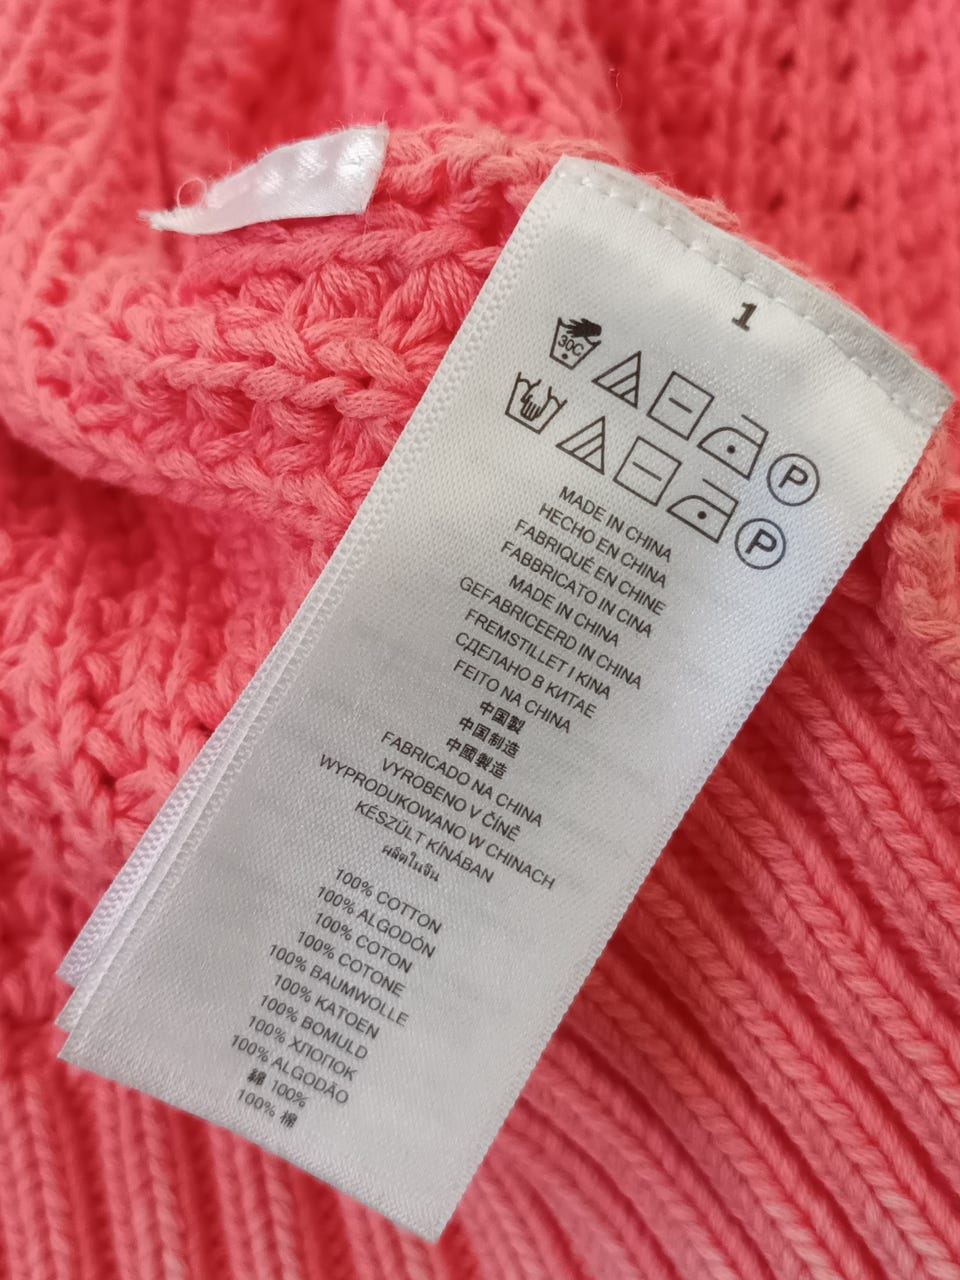 1
30C
P
P
MADE IN CHINA
HECHO EN CHINA
FABRIQUÉ EN CHINE
FABBRICATO IN CINA
MADE IN CHINA
GEFABRICEERD IN CHINA
FREMSTILLET I KINA
СДЕЛАНО В КИТАЕ
FEITO NA CHINA
中国製
中国制造
中國製造
FABRICADO NA CHINA
VYROBENO V ČÍNĚ
WYPRODUKOWANO W CHINACH
KÉSZÜLT KÍNÁBAN
ผลิตในจีน
100% COTTON
100% ALGODÓN
100% COTON
100% COTONE
100% BAUMWOLLE
100% KATOEN
100% BOMULD
100% ХЛОПОК
100% ALGODÃO
綿 100%
100% 棉